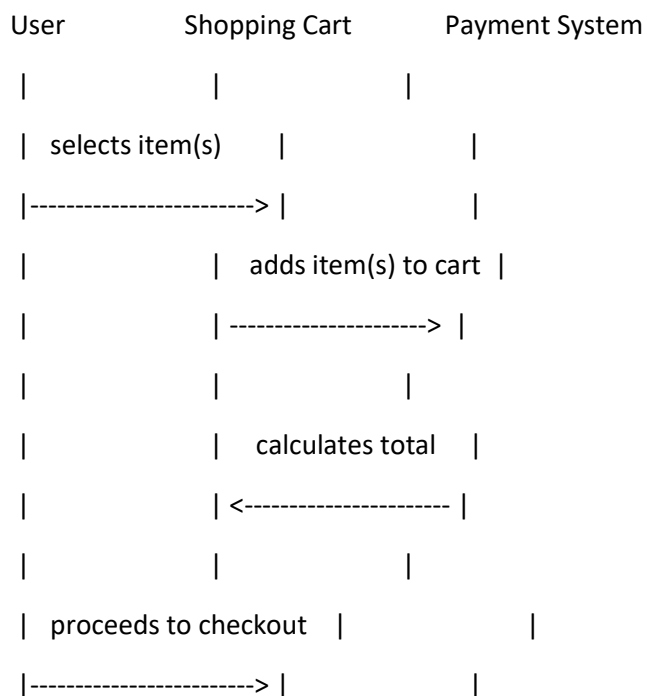 User Shopping Cart Payment System
| | |
| selects item(s) | |
|-------------------------> | |
| | adds item(s) to cart |
| | ----------------------> |
| | |
| | calculates total |
| | <----------------------- |
| | |
| proceeds to checkout | |
|-------------------------> | |